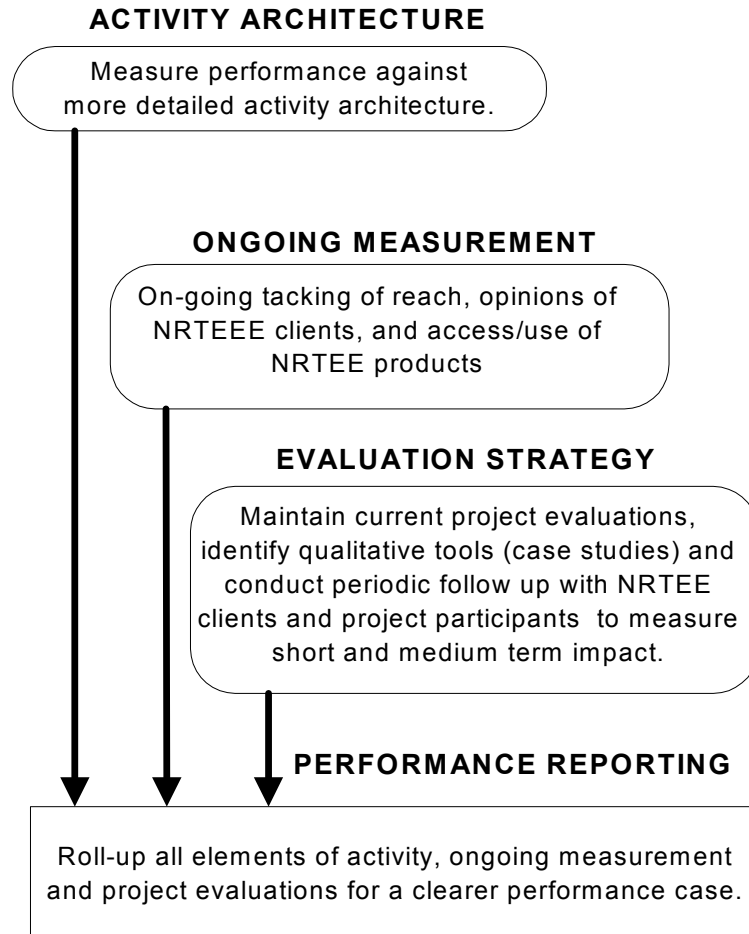 ACTIVITY ARCHITECTURE
Measure performance against
more detailed activity architecture.
ONGOING MEASUREMENT
On-going tacking of reach, opinions of
NRTEEE clients, and access/use of
NRTEE products
EVALUATION STRATEGY
Maintain current project evaluations,
identify qualitative tools (case studies) and
conduct periodic follow up with NRTEE
clients and project participants to measure
short and medium term impact.
PERFORMANCE REPORTING
Roll-up all elements of activity, ongoing measurement
and project evaluations for a clearer performance case.